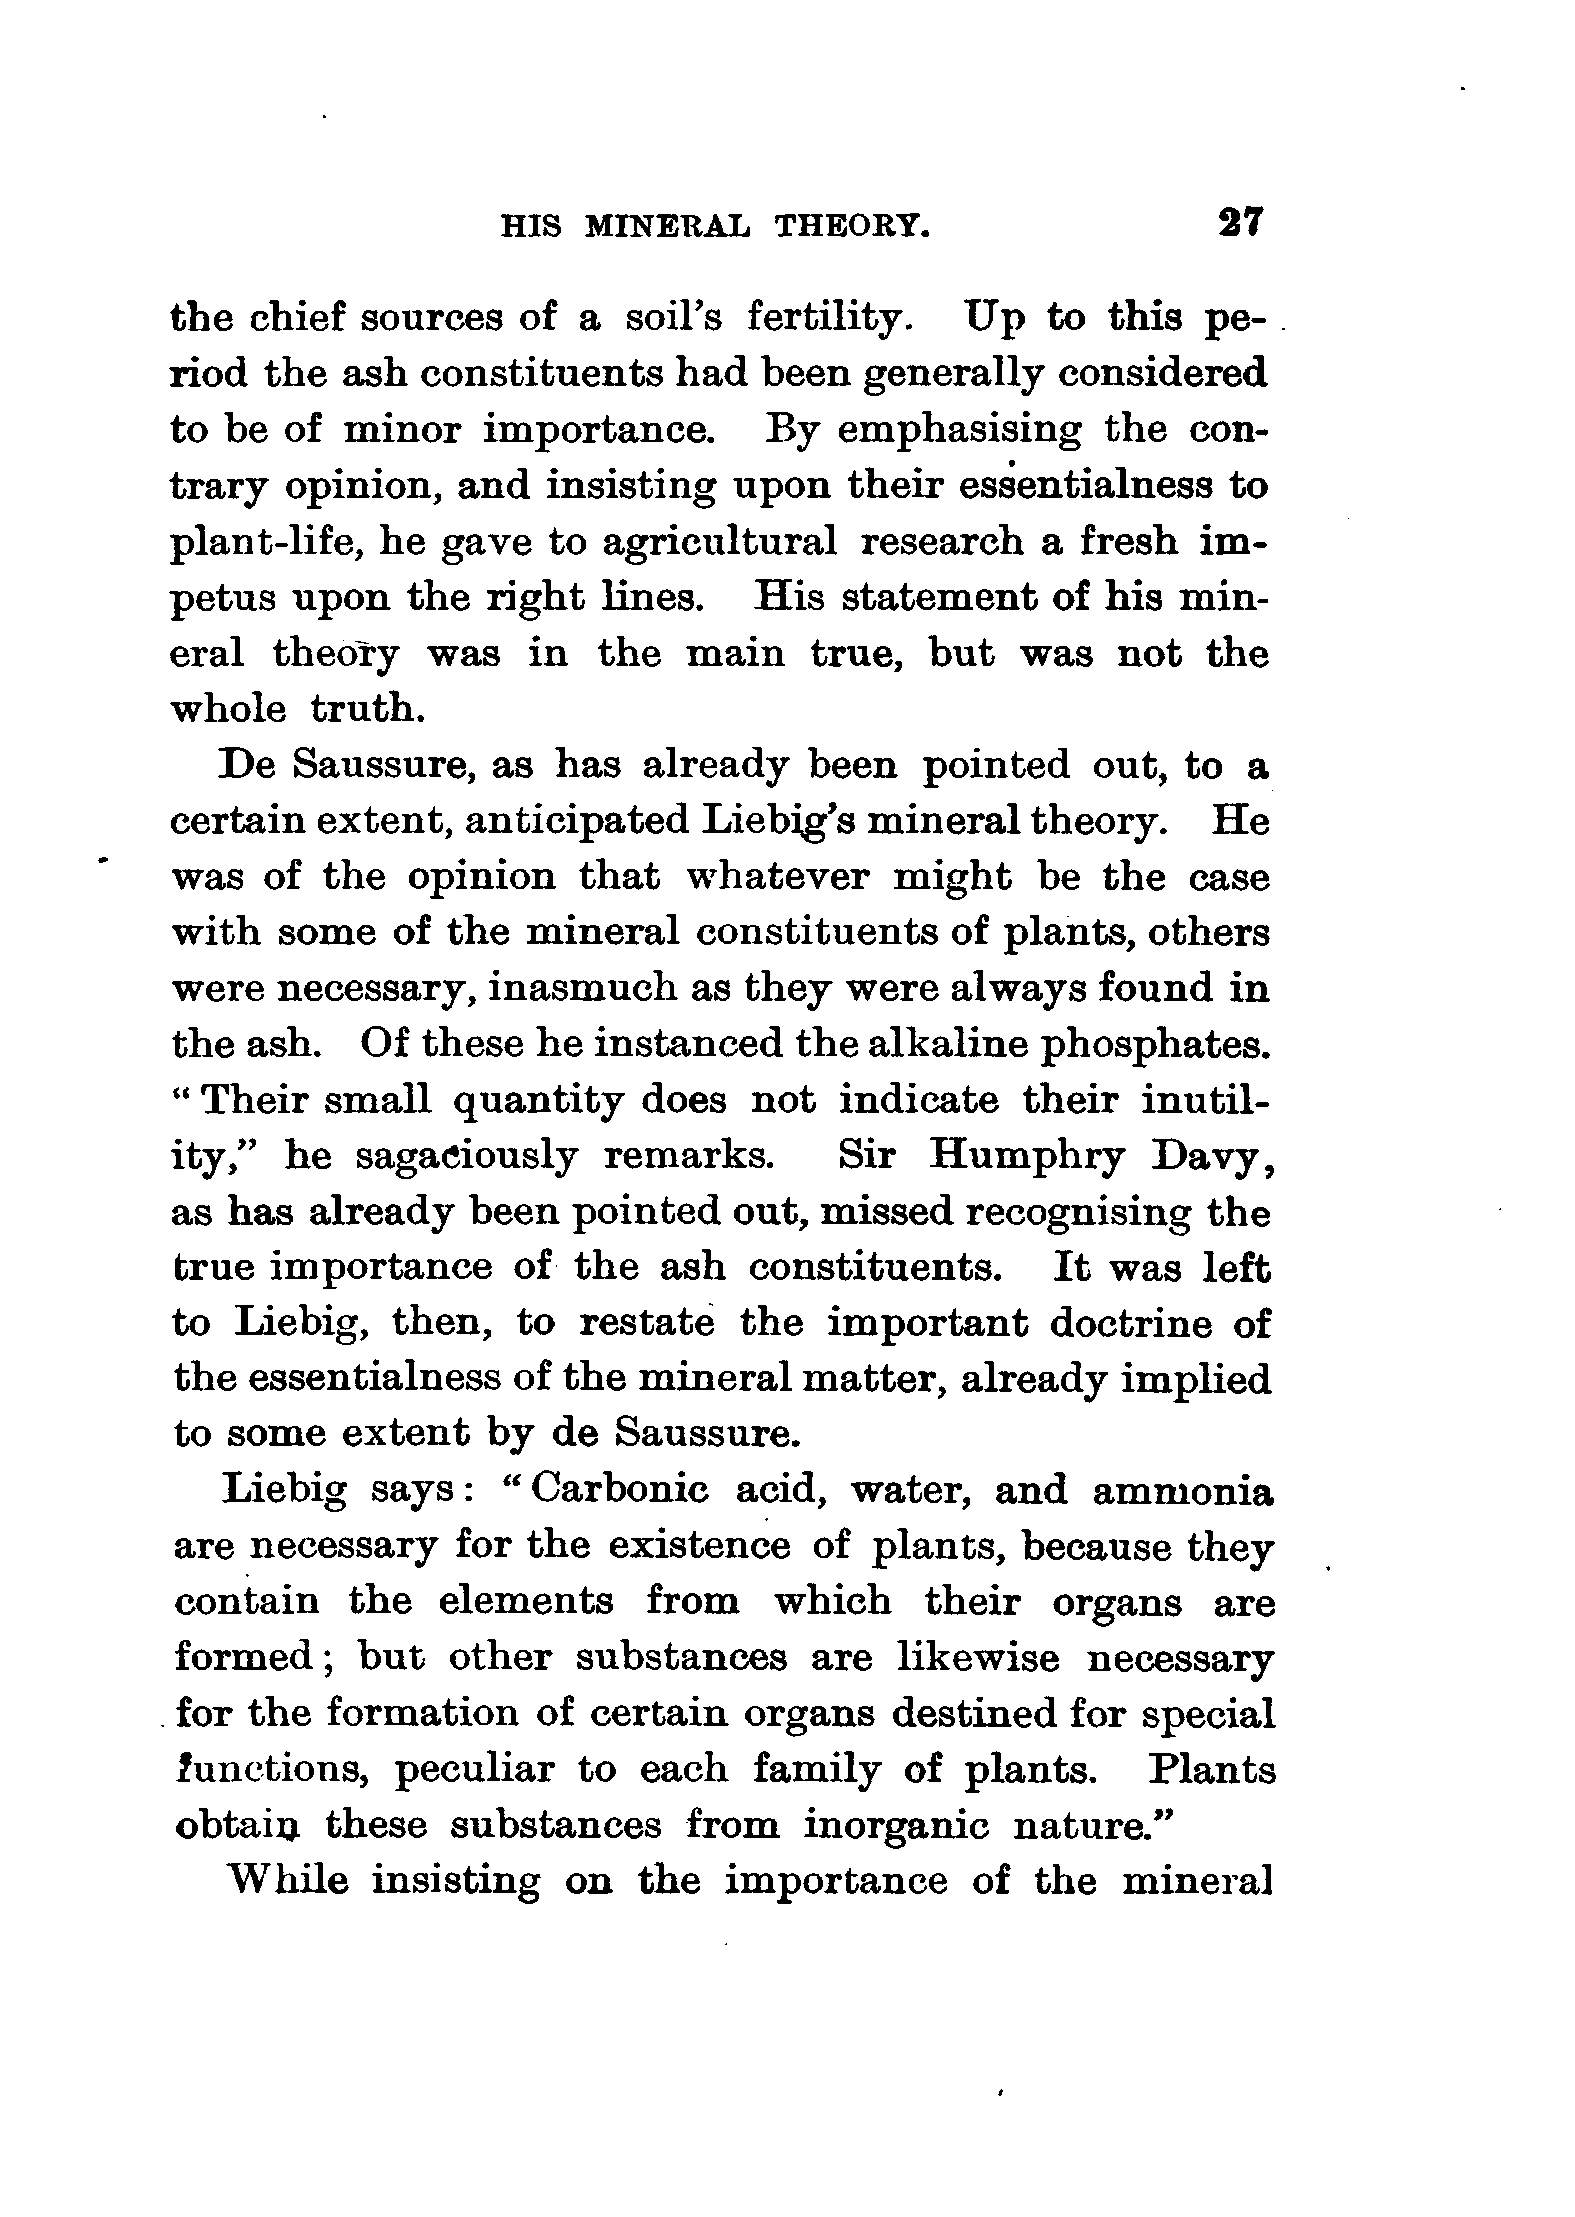 HIS MINERAL THEORY. 27
the chief sources of a soil's fertility. Up to this pe-
riod the ash constituents had been generally considered
to be of minor importance. By emphasising the con-
trary opinion, and insisting upon their essentialness to
plant-life, he gave to agricultural research a fresh im-
petus upon the right lines. His statement of his min-
eral theory was in the main true, but was not the
whole truth.
De Saussure, as has already been pointed out, to a
certain extent, anticipated Liebig's mineral theory. He
was of the opinion that whatever might be the case
with some of the mineral constituents of plants, others
were necessary, inasmuch as they were always found in
the ash. Of these he instanced the alkaline phosphates.
“Their small quantity does not indicate their inutil-
ity,” he sagaciously remarks. Sir Humphry Davy,
as has already been pointed out, missed recognising the
true importance of the ash constituents. It was left
to Liebig, then, to restate the important doctrine of
the essentialness of the mineral matter, already implied
to some extent by de Saussure.
Liebig says: “Carbonic acid, water, and ammonia
are necessary for the existence of plants, because they
contain the elements from which their organs are
formed; but other substances are likewise necessary
for the formation of certain organs destined for special
functions, peculiar to each family of plants. Plants
obtain these substances from inorganic nature.”
While insisting on the importance of the mineral